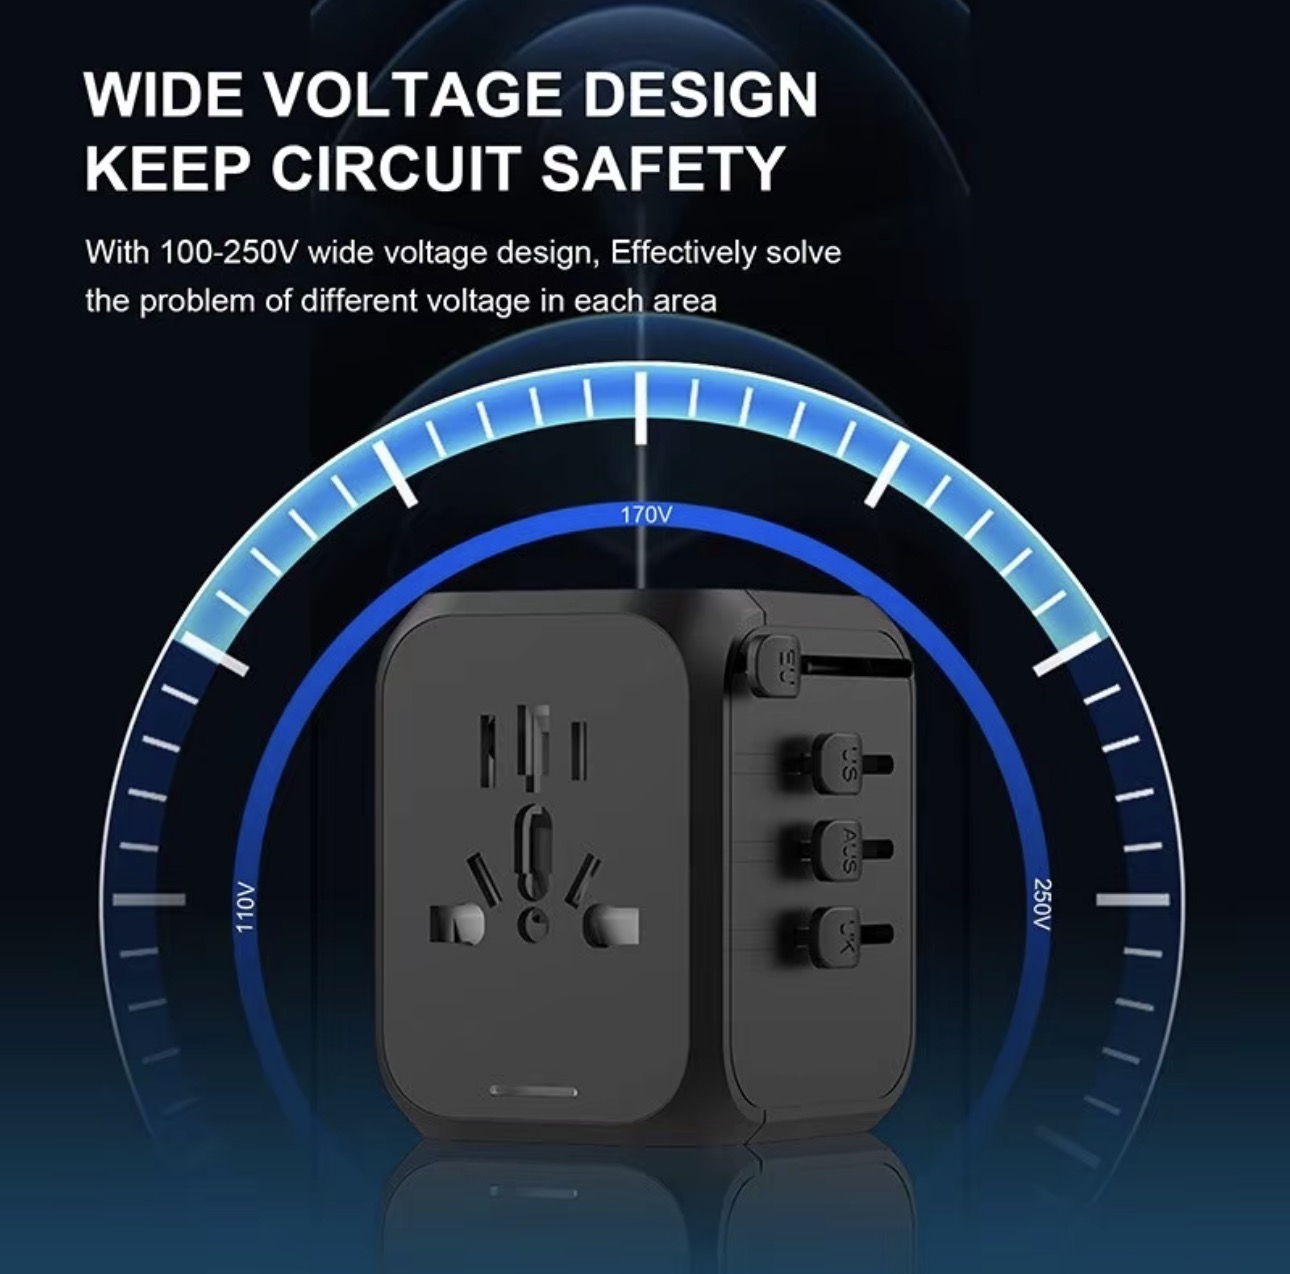 WIDE VOLTAGE DESIGN
KEEP CIRCUIT SAFETY
With 100-250V wide voltage design, Effectively solve
the problem of different voltage in each area
170V
110V
250V
EU
US
AUS
UK